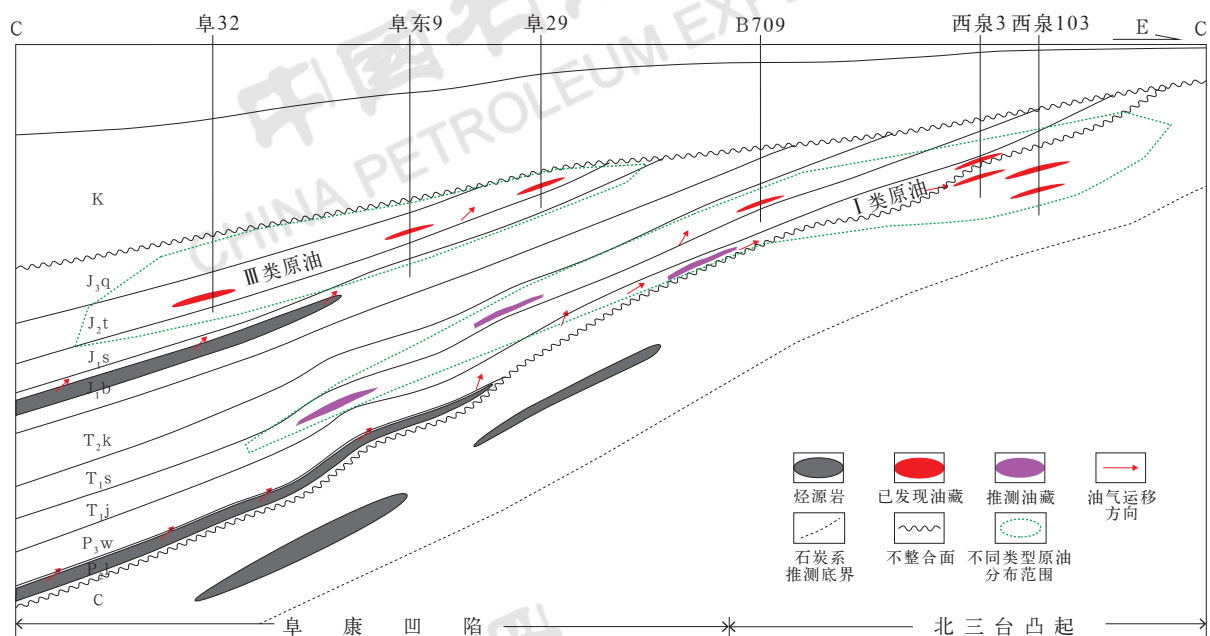 C 阜32 阜东9 阜29 B709 西泉3 西泉103 E C
中国石
CHINA PETROLEUM EXP
K
J₃q
J₂t
J₁s
J₁b
T₂k
T₁s
T₁j
P₃w
C
Ⅲ类原油
Ⅰ类原油
烃源岩 已发现油藏 推测油藏 油气运移
方向
石炭系
推测底界
不整合面 不同类型原油
分布范围
阜康凹陷 北三台凸起